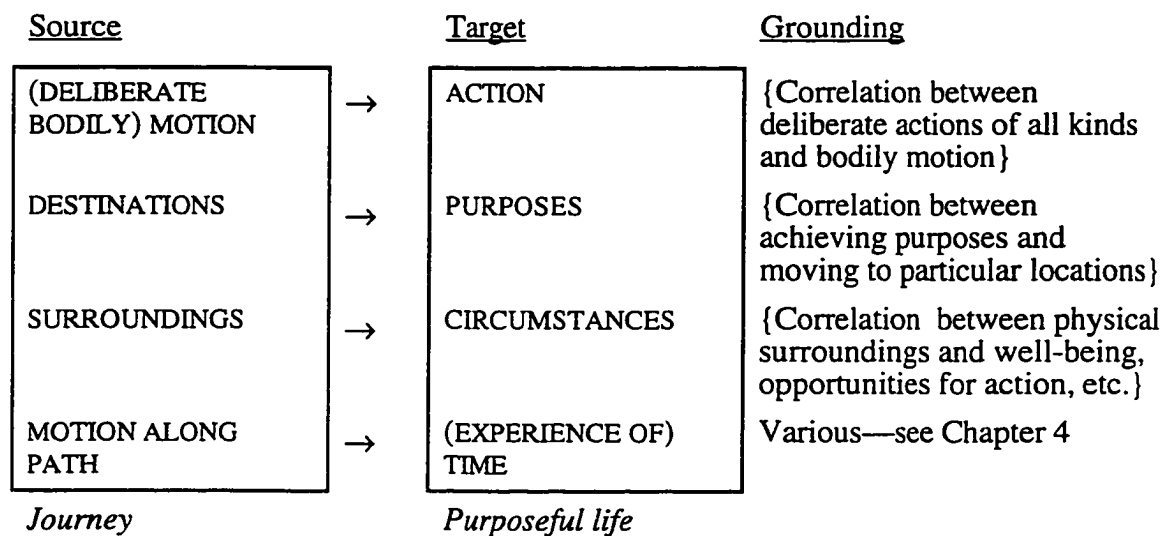 Source Target Grounding
(DELIBERATE → ACTION {Correlation between
BODILY) MOTION deliberate actions of all kinds
and bodily motion}
DESTINATIONS → PURPOSES {Correlation between
achieving purposes and
moving to particular locations}
SURROUNDINGS → CIRCUMSTANCES {Correlation between physical
surroundings and well-being,
opportunities for action, etc.}
MOTION ALONG → (EXPERIENCE OF) Various—see Chapter 4
PATH TIME
Journey Purposeful life